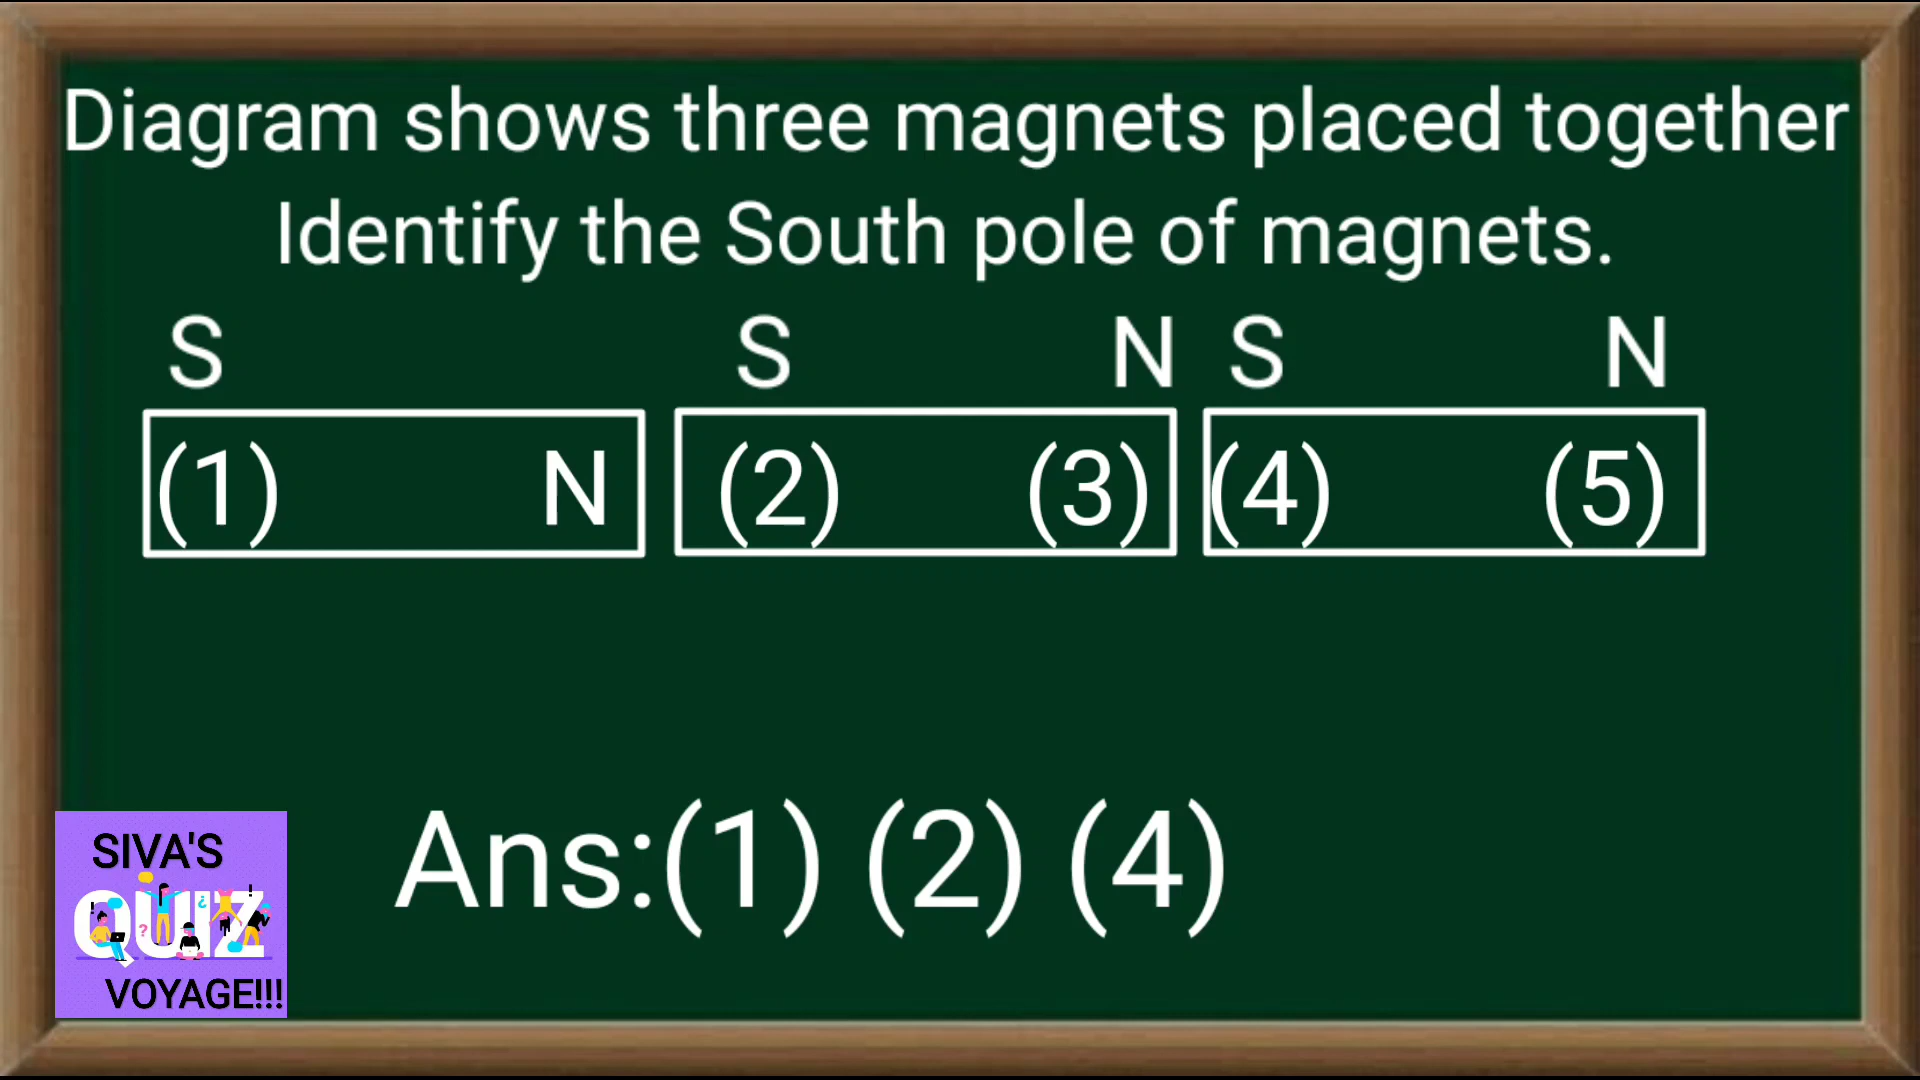 Diagram shows three magnets placed together
Identify the South pole of magnets.
S S N S N
(1) N (2) (3) (4) (5)
Ans:(1) (2) (4)
SIVA'S
QUIZ
VOYAGE!!!